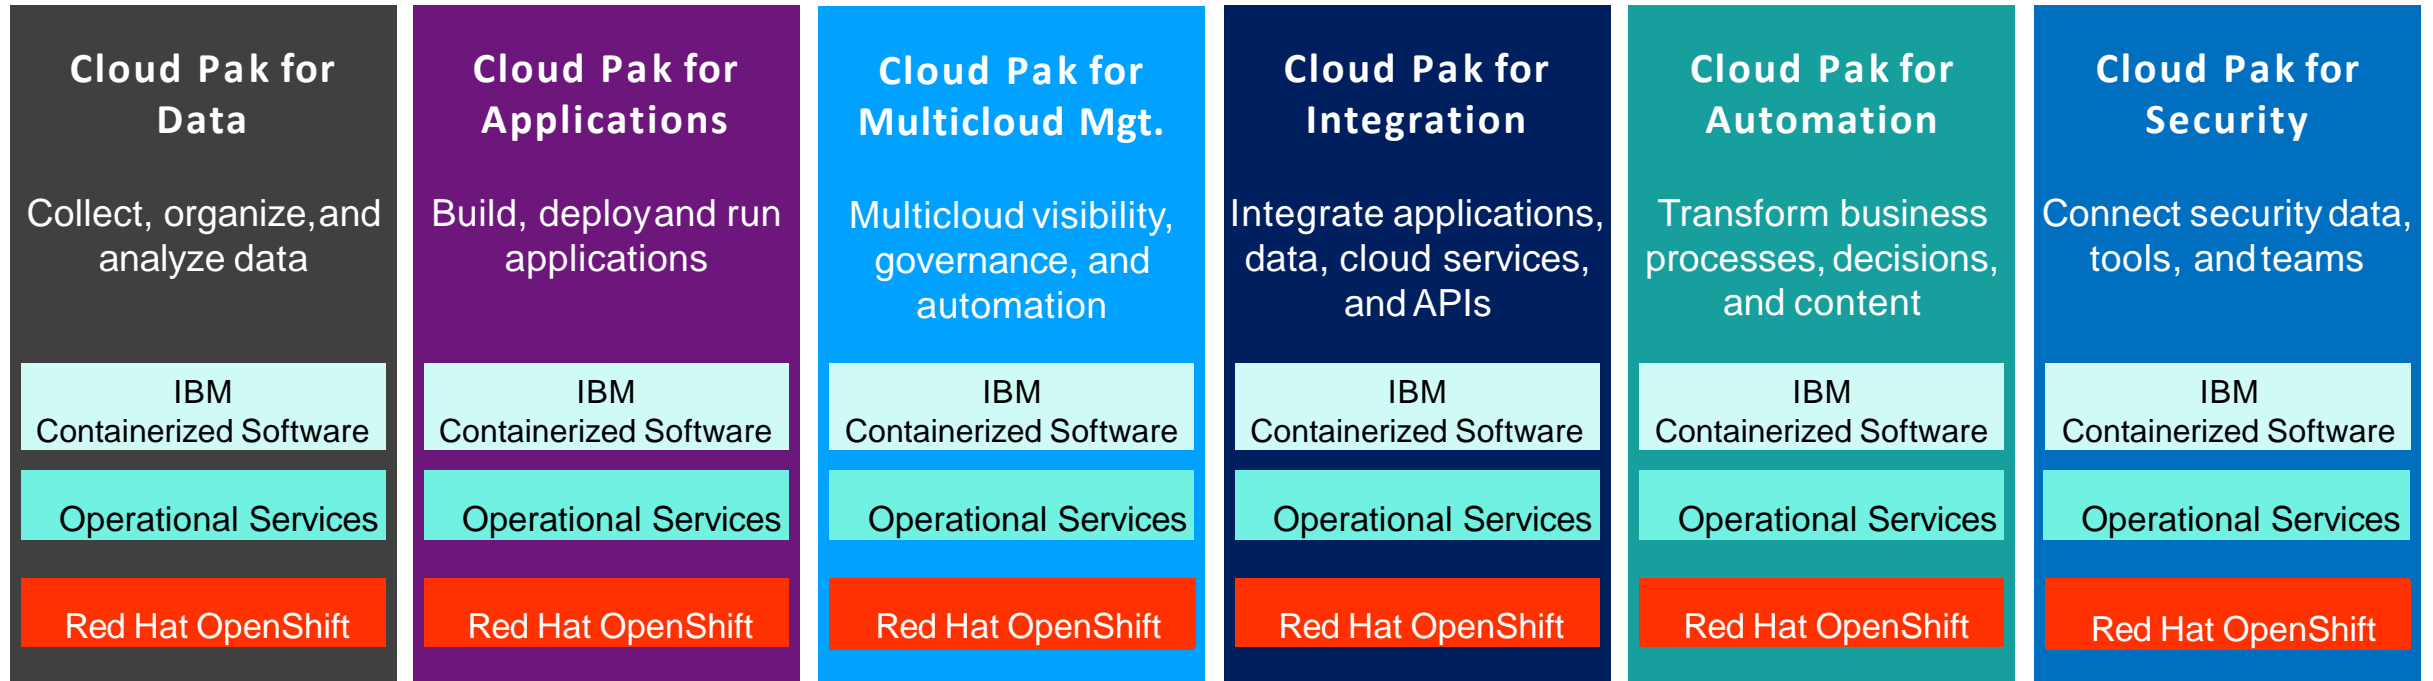 Cloud Pak for
Data
Collect, organize, and
analyze data
IBM
Containerized Software
Operational Services
Red Hat OpenShift
Cloud Pak for
Applications
Build, deploy and run
applications
IBM
Containerized Software
Operational Services
Red Hat OpenShift
Cloud Pak for
Multicloud Mgt.
Multicloud visibility,
governance, and
automation
IBM
Containerized Software
Operational Services
Red Hat OpenShift
Cloud Pak for
Integration
Integrate applications,
data, cloud services,
and APIs
IBM
Containerized Software
Operational Services
Red Hat OpenShift
Cloud Pak for
Automation
Transform business
processes, decisions,
and content
IBM
Containerized Software
Operational Services
Red Hat OpenShift
Cloud Pak for
Security
Connect security data,
tools, and teams
IBM
Containerized Software
Operational Services
Red Hat OpenShift